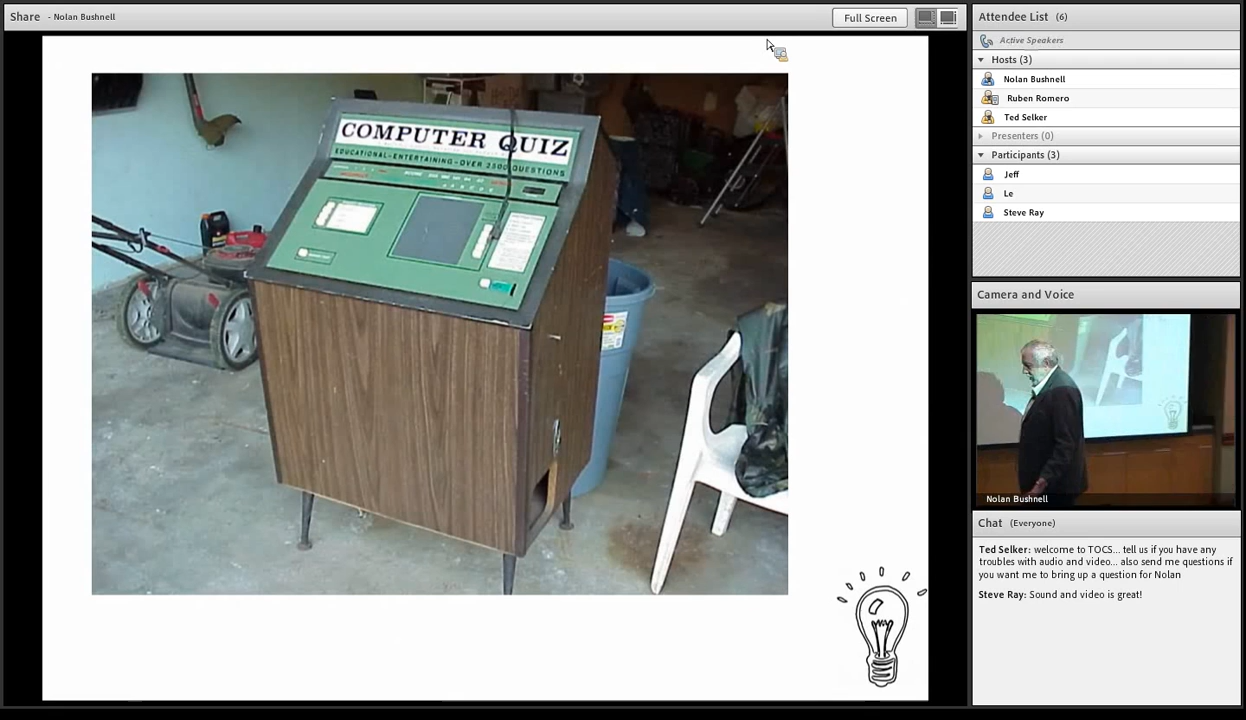 Share - Nolan Bushnell
Full Screen
COMPUTER QUIZ
EDUCATIONAL-ENTERTAINING-OVER 2500 QUESTIONS
Attendee List (6)
Active Speakers
Hosts (3)
Nolan Bushnell
Ruben Romero
Ted Selker
Presenters (0)
Participants (3)
Jeff
Le
Steve Ray
Camera and Voice
Nolan Bushnell
Chat (Everyone)
Ted Selker: welcome to TOCS... tell us if you have any
troubles with audio and video... also send me questions if
you want me to bring up a question for Nolan
Steve Ray: Sound and video is great!